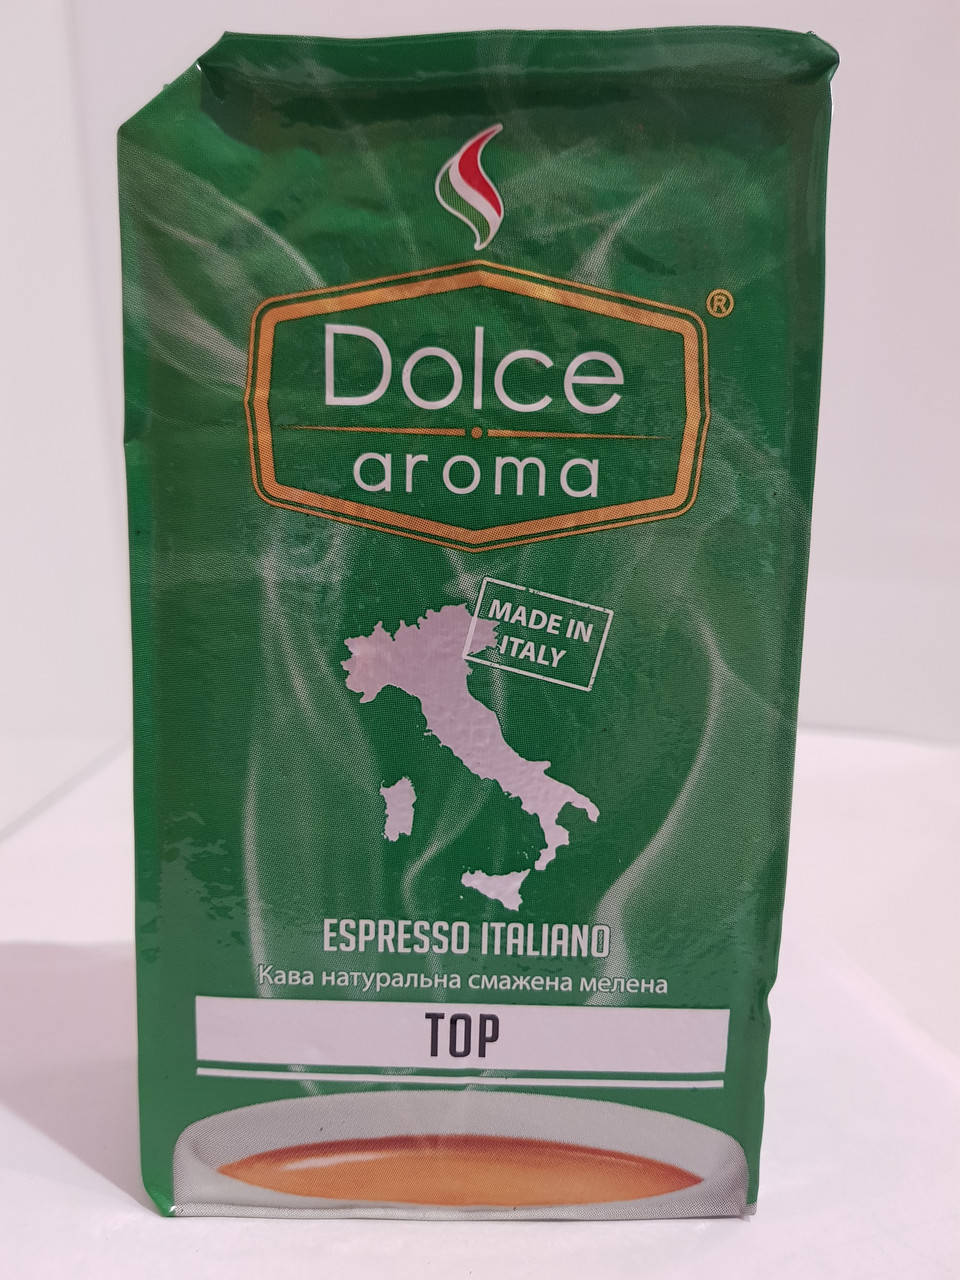 Dolce
®
aroma
MADE IN
ITALY
ESPRESSO ITALIANO
Кава натуральна смажена мелена
TOP